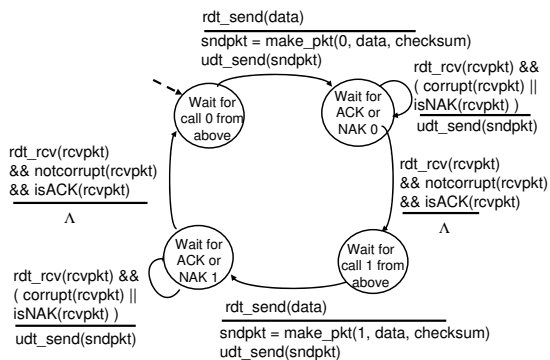 rdt_send(data)
sndpkt = make_pkt(0, data, checksum)
udt_send(sndpkt)
Wait for
call 0 from
above
Wait for
ACK or
NAK 0
rdt_rcv(rcvpkt) &&
( corrupt(rcvpkt) ||
isNAK(rcvpkt) )
udt_send(sndpkt)
rdt_rcv(rcvpkt)
&& notcorrupt(rcvpkt)
&& isACK(rcvpkt)
Λ
rdt_rcv(rcvpkt)
&& notcorrupt(rcvpkt)
&& isACK(rcvpkt)
Λ
Wait for
ACK or
NAK 1
Wait for
call 1 from
above
rdt_rcv(rcvpkt) &&
( corrupt(rcvpkt) ||
isNAK(rcvpkt) )
udt_send(sndpkt)
rdt_send(data)
sndpkt = make_pkt(1, data, checksum)
udt_send(sndpkt)